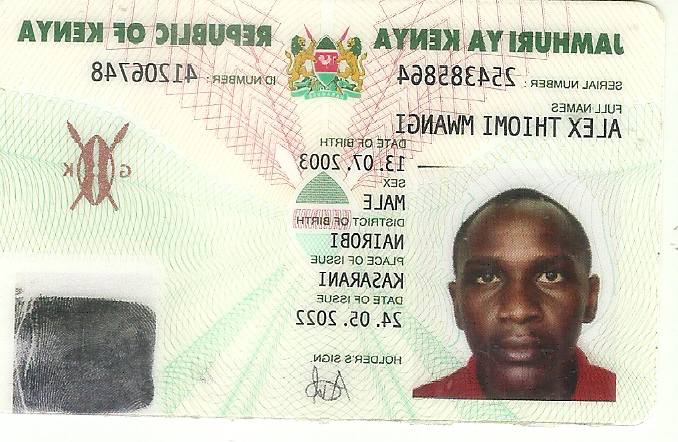 JAMHURI YA KENYA REPUBLIC OF KENYA
SERIAL NUMBER : 254385864 ID NUMBER : 41206748
FULL NAMES
ALEX THIOMI MWANGI
DATE OF BIRTH
13. 07. 2003
SEX
MALE
DISTRICT OF BIRTH
NAIROBI
PLACE OF ISSUE
KASARANI
DATE OF ISSUE
24. 05. 2022
HOLDER'S SIGN.
G K